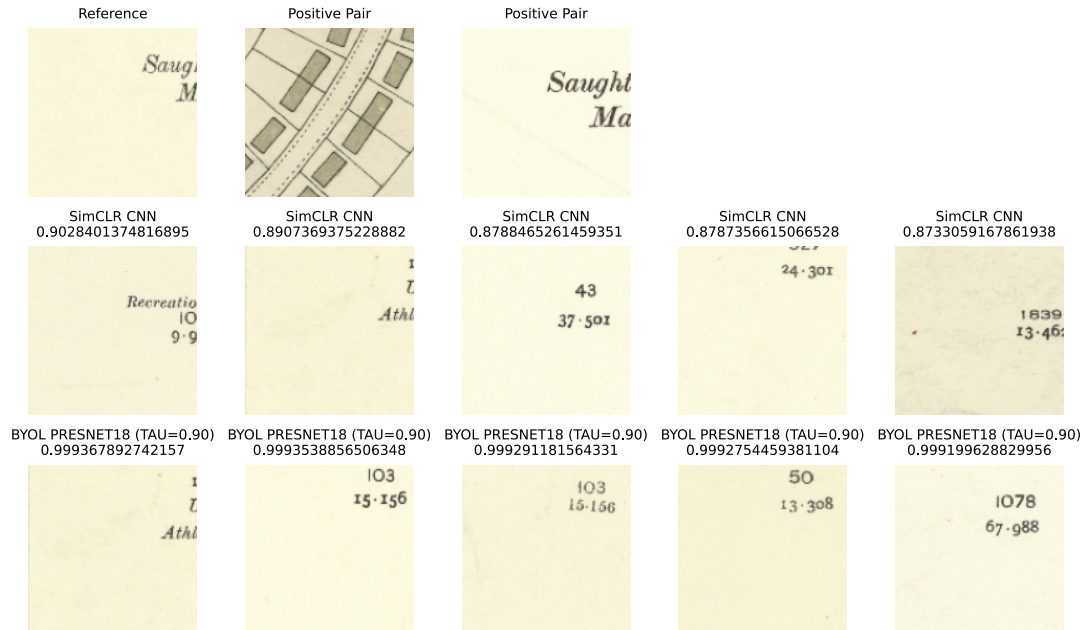 Reference
Positive Pair
Positive Pair
Saugl
M
Saught
Ma
SimCLR CNN
0.9028401374816895
SimCLR CNN
0.8907369375228882
SimCLR CNN
0.8788465261459351
SimCLR CNN
0.8787356615066528
SimCLR CNN
0.8733059167861938
Recreatio
10
9·9
Athl
43
37·501
24·301
1839
13·462
BYOL PRESNET18 (TAU=0.90)
0.999367892742157
BYOL PRESNET18 (TAU=0.90)
0.9993538856506348
BYOL PRESNET18 (TAU=0.90)
0.999291181564331
BYOL PRESNET18 (TAU=0.90)
0.9992754459381104
BYOL PRESNET18 (TAU=0.90)
0.999199628829956
Athl
103
15·156
103
15·156
50
13·308
1078
67·988